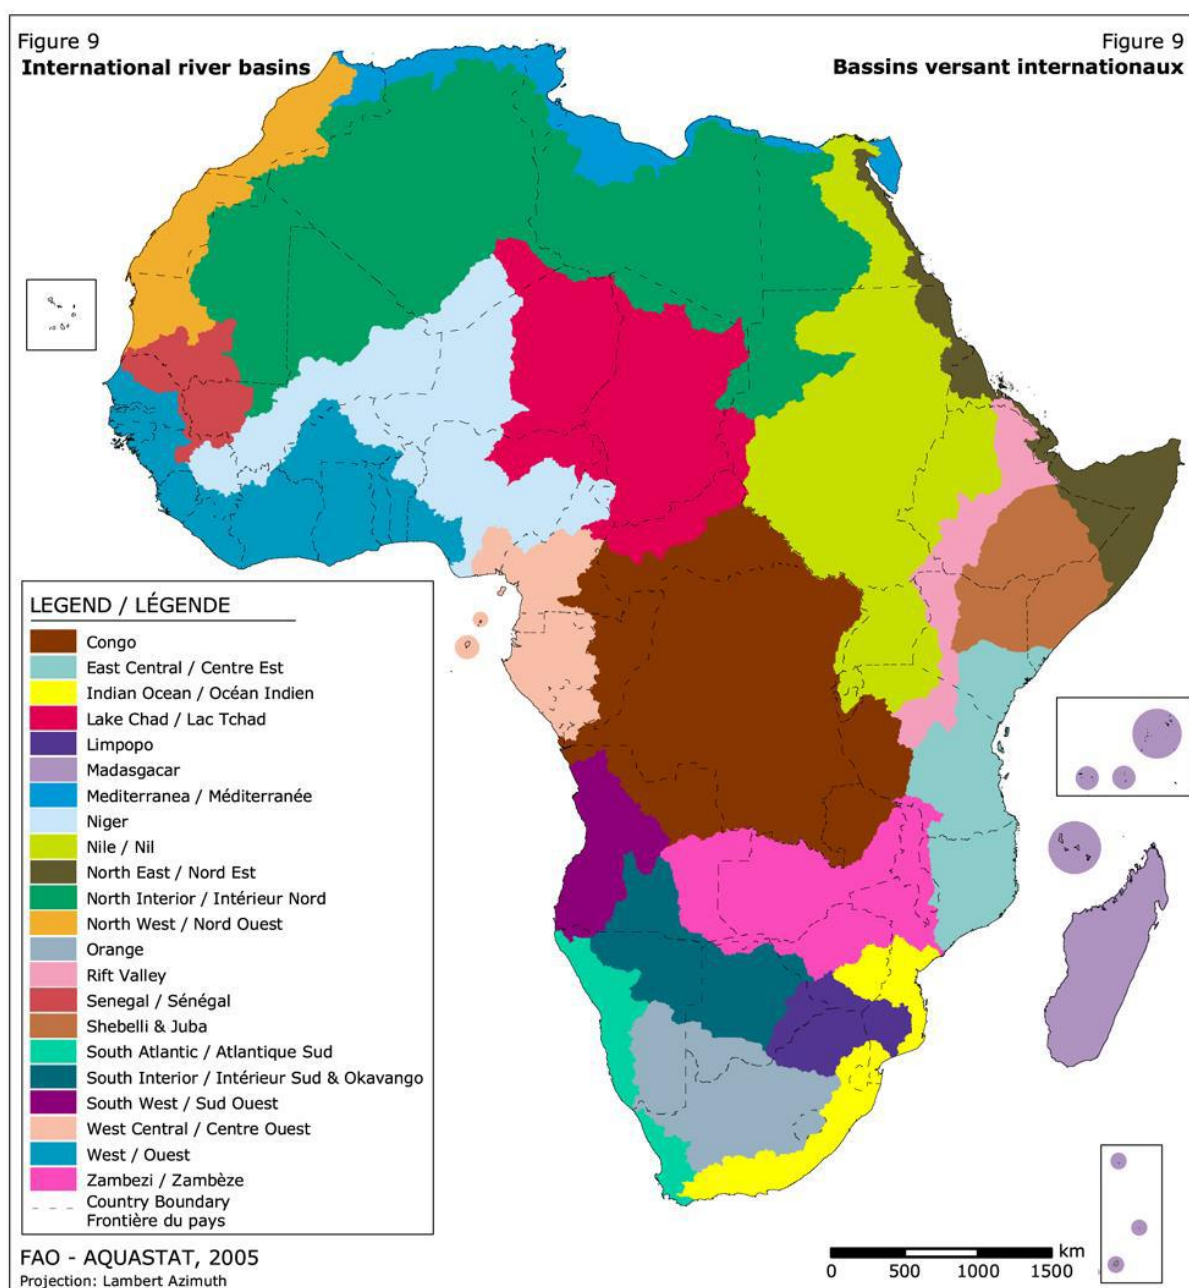 Figure 9
International river basins
Figure 9
Bassins versant internationaux
LEGEND / LÉGENDE
Congo
East Central / Centre Est
Indian Ocean / Océan Indien
Lake Chad / Lac Tchad
Limpopo
Madasgacar
Mediterranea / Méditerranée
Niger
Nile / Nil
North East / Nord Est
North Interior / Intérieur Nord
North West / Nord Ouest
Orange
Rift Valley
Senegal / Sénégal
Shebelli & Juba
South Atlantic / Atlantique Sud
South Interior / Intérieur Sud & Okavango
South West / Sud Ouest
West Central / Centre Ouest
West / Ouest
Zambezi / Zambèze
Country Boundary
Frontière du pays
FAO - AQUASTAT, 2005
Projection: Lambert Azimuth
km
0 500 1000 1500